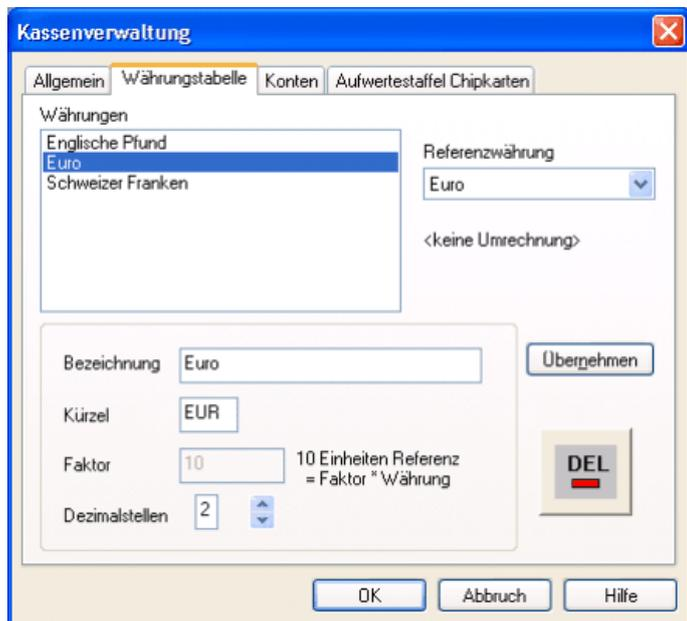 Kassenverwaltung
Allgemein Währungstabelle Konten Aufwertestaffel Chipkarten
Währungen
Englische Pfund
Euro
Schweizer Franken
Referenzwährung
Euro
<keine Umrechnung>
Bezeichnung Euro
Kürzel EUR
Faktor 10 10 Einheiten Referenz
= Faktor * Währung
Dezimalstellen 2
Übernehmen
DEL
OK Abbruch Hilfe